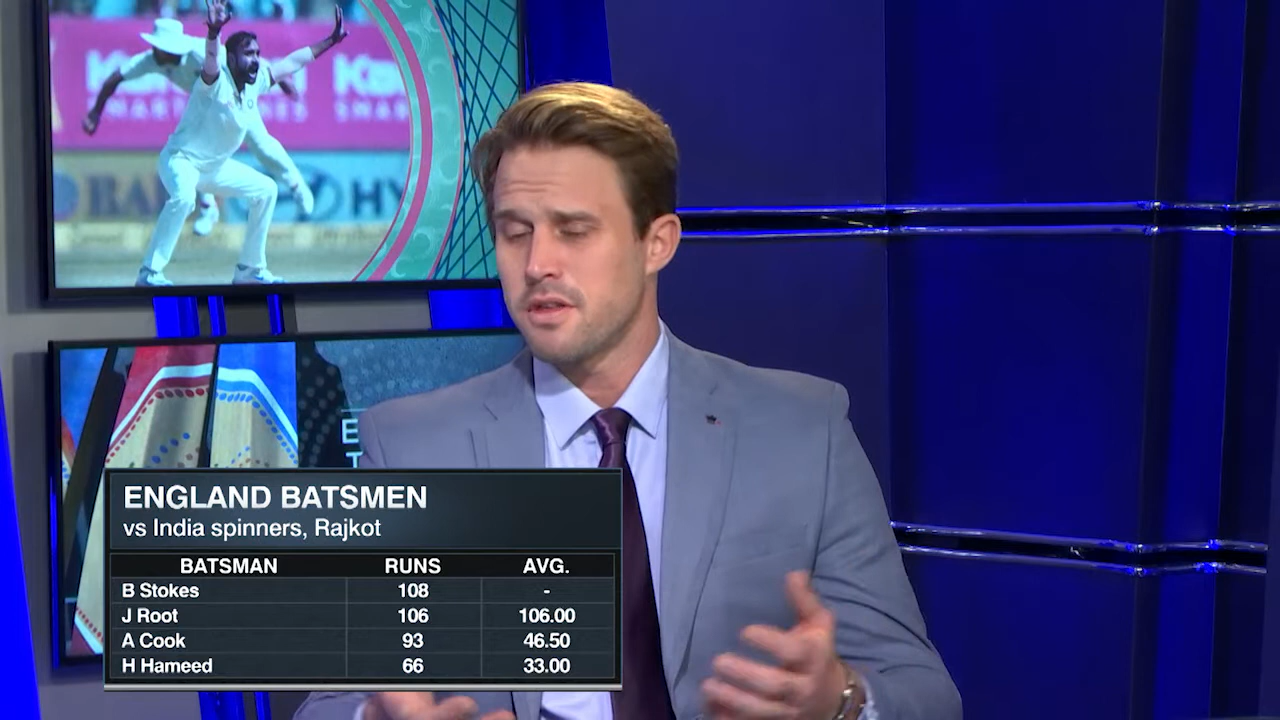 ENGLAND BATSMEN
vs India spinners, Rajkot
BATSMAN RUNS AVG.
B Stokes 108 -
J Root 106 106.00
A Cook 93 46.50
H Hameed 66 33.00